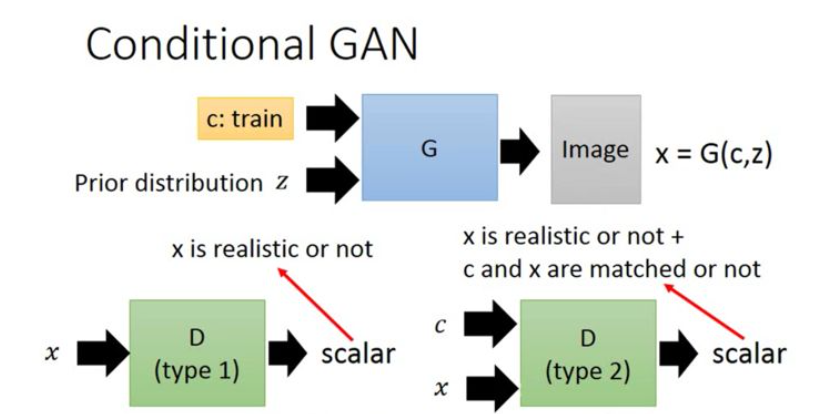 Conditional GAN
c: train
G
Image
x = G(c,z)
Prior distribution z
x is realistic or not
x is realistic or not +
c and x are matched or not
x
D
(type 1)
scalar
c
x
D
(type 2)
scalar